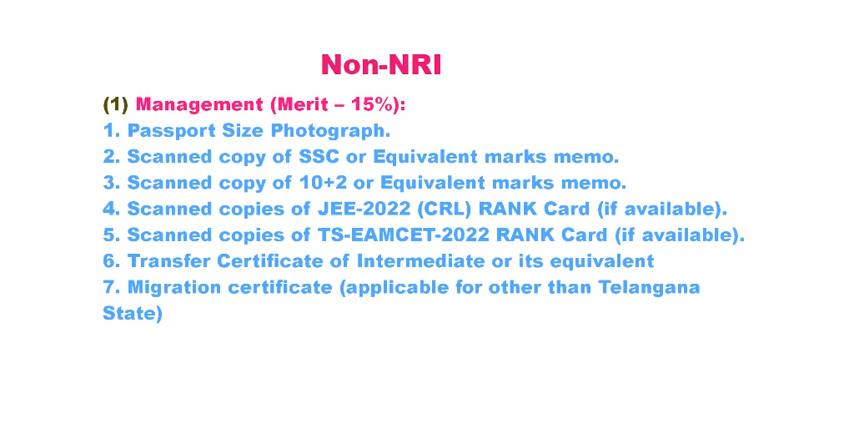 Non-NRI
(1) Management (Merit – 15%):
1. Passport Size Photograph.
2. Scanned copy of SSC or Equivalent marks memo.
3. Scanned copy of 10+2 or Equivalent marks memo.
4. Scanned copies of JEE-2022 (CRL) RANK Card (if available).
5. Scanned copies of TS-EAMCET-2022 RANK Card (if available).
6. Transfer Certificate of Intermediate or its equivalent
7. Migration certificate (applicable for other than Telangana
State)